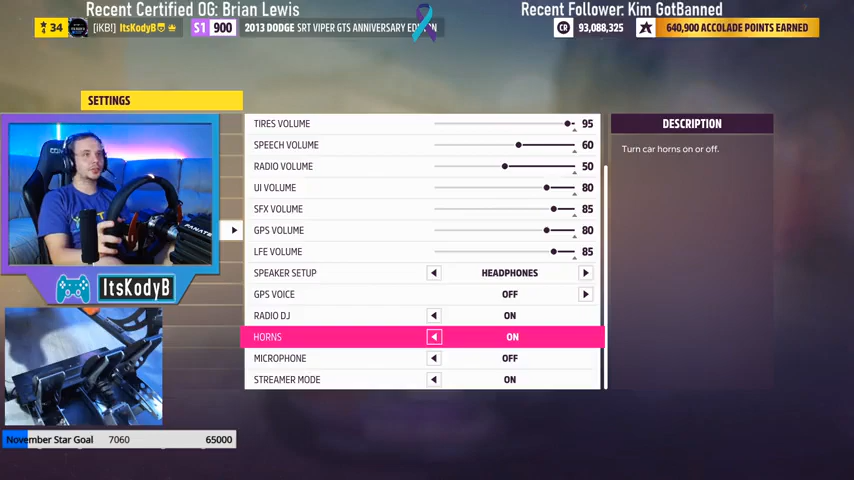 Recent Certified OG: Brian Lewis
Recent Follower: Kim GotBanned
34 [IKB!] ItsKodyB S1 900 2013 DODGE SRT VIPER GTS ANNIVERSARY EDITION
CR 93,088,325 640,900 ACCOLADE POINTS EARNED
SETTINGS
TIRES VOLUME 95
SPEECH VOLUME 60
RADIO VOLUME 50
UI VOLUME 80
SFX VOLUME 85
GPS VOLUME 80
LFE VOLUME 85
SPEAKER SETUP HEADPHONES
GPS VOICE OFF
RADIO DJ ON
HORNS ON
MICROPHONE OFF
STREAMER MODE ON
DESCRIPTION
Turn car horns on or off.
FANATEC
ItsKodyB
November Star Goal 7060 65000